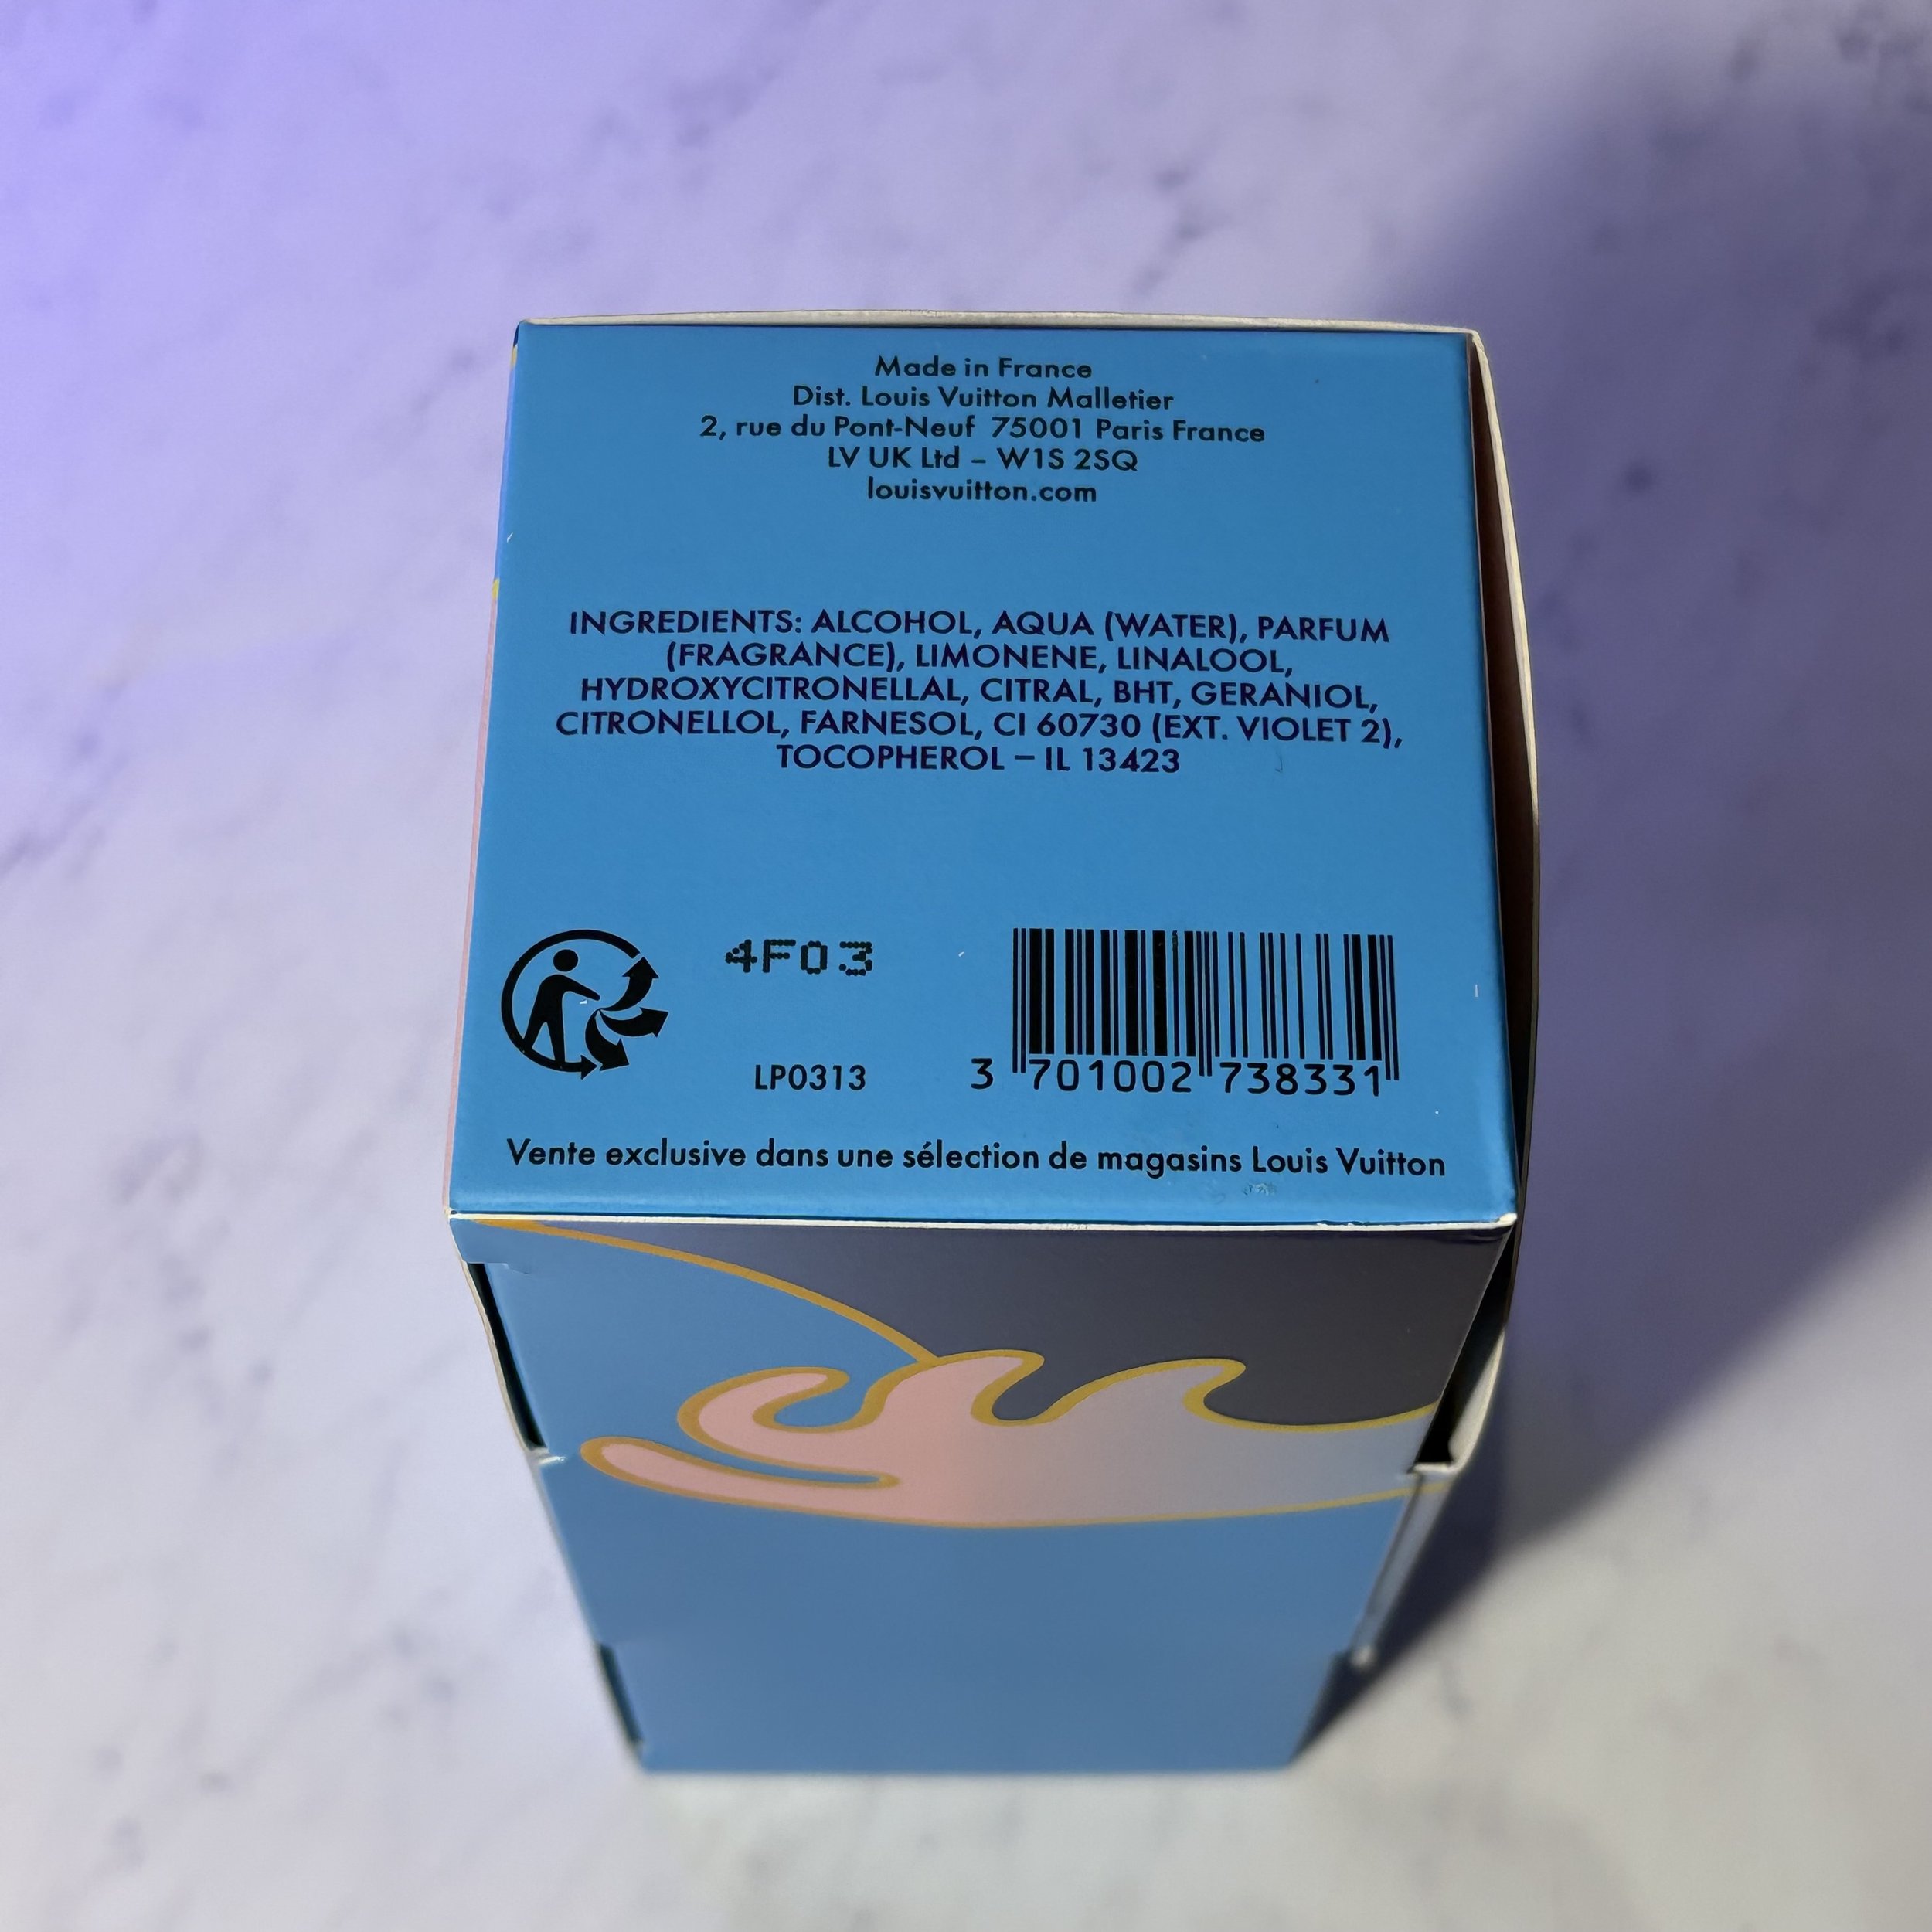 Made in France
Dist. Louis Vuitton Malletier
2, rue du Pont-Neuf 75001 Paris France
LV UK Ltd – W1S 2SQ
louisvuitton.com
INGREDIENTS: ALCOHOL, AQUA (WATER), PARFUM
(FRAGRANCE), LIMONENE, LINALOOL,
HYDROXYCITRONELLAL, CITRAL, BHT, GERANIOL,
CITRONELLOL, FARNESOL, CI 60730 (EXT. VIOLET 2),
TOCOPHEROL – IL 13423
4F03
LP0313
3 701002 738331
Vente exclusive dans une sélection de magasins Louis Vuitton